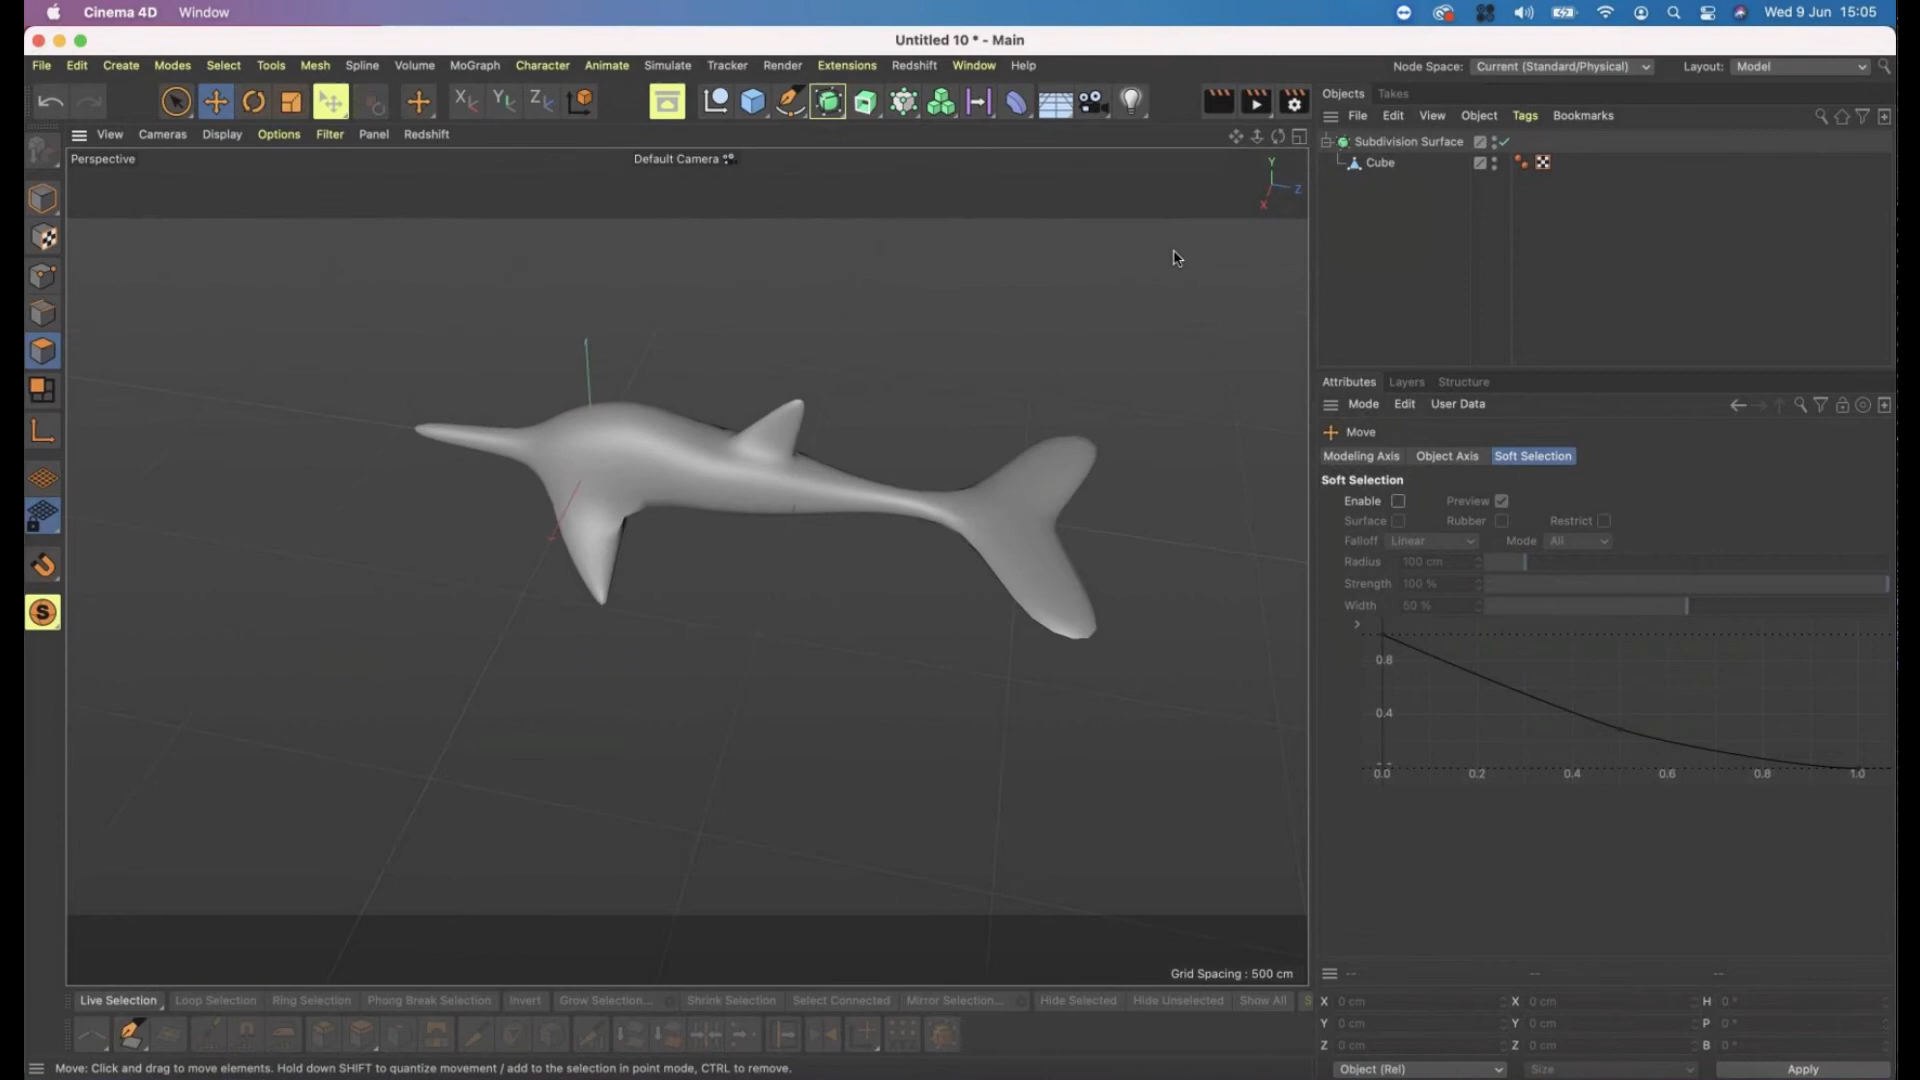 Cinema 4D Window Wed 9 Jun 15:05
Untitled 10 * - Main
File Edit Create Modes Select Tools Mesh Spline Volume MoGraph Character Animate Simulate Tracker Render Extensions Redshift Window Help Node Space: Current (Standard/Physical) Layout: Model
X Y Z
Objects Takes
File Edit View Object Tags Bookmarks
View Cameras Display Options Filter Panel Redshift
Perspective Default Camera
Y
Z
X
Subdivision Surface
Cube
Attributes Layers Structure
Mode Edit User Data
Move
Modeling Axis Object Axis Soft Selection
Soft Selection
Enable Preview
Surface Rubber Restrict
Falloff Linear Mode All
Radius 100 cm
Strength 100 %
Width 50 %
S
0.8
0.4
0.0 0.2 0.4 0.6 0.8 1.0
Grid Spacing : 500 cm
Live Selection Loop Selection Ring Selection Phong Break Selection Invert Grow Selection... Shrink Selection Select Connected Mirror Selection... Hide Selected Hide Unselected Show All S
-- -- --
X 0 cm X 0 cm H 0 °
Y 0 cm Y 0 cm P 0 °
Z 0 cm Z 0 cm B 0 °
Object (Rel) Size Apply
Move: Click and drag to move elements. Hold down SHIFT to quantize movement / add to the selection in point mode, CTRL to remove.